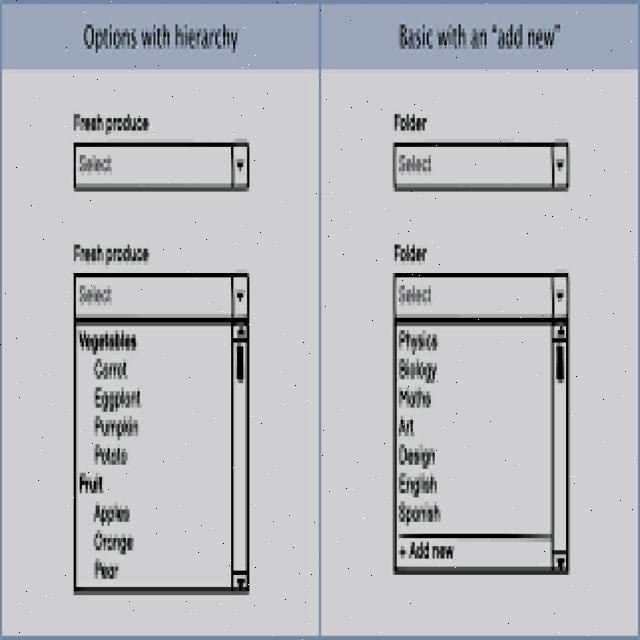 Options with hierarchy
Fresh produce
Select
Fresh produce
Select
Vegetables
Carrot
Eggplant
Pumpkin
Potato
Fruit
Apples
Orange
Pear
Basic with an "add new"
Folder
Select
Folder
Select
Physics
Biology
Maths
Art
Design
English
Spanish
+ Add new